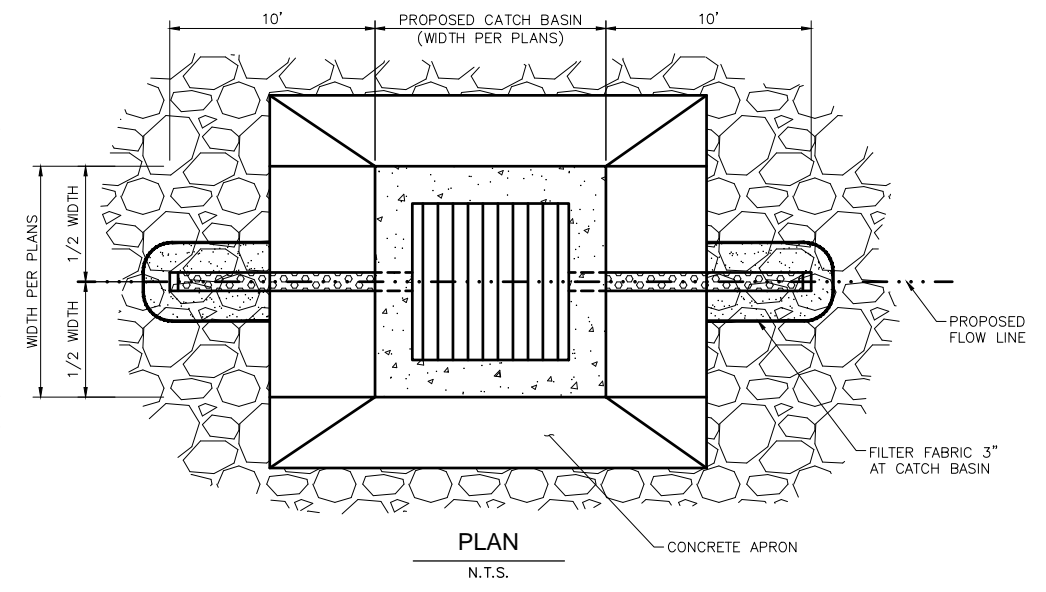 10'
PROPOSED CATCH BASIN
(WIDTH PER PLANS)
10'
WIDTH PER PLANS
1/2 WIDTH
1/2 WIDTH
PROPOSED
FLOW LINE
FILTER FABRIC 3"
AT CATCH BASIN
CONCRETE APRON
PLAN
N.T.S.